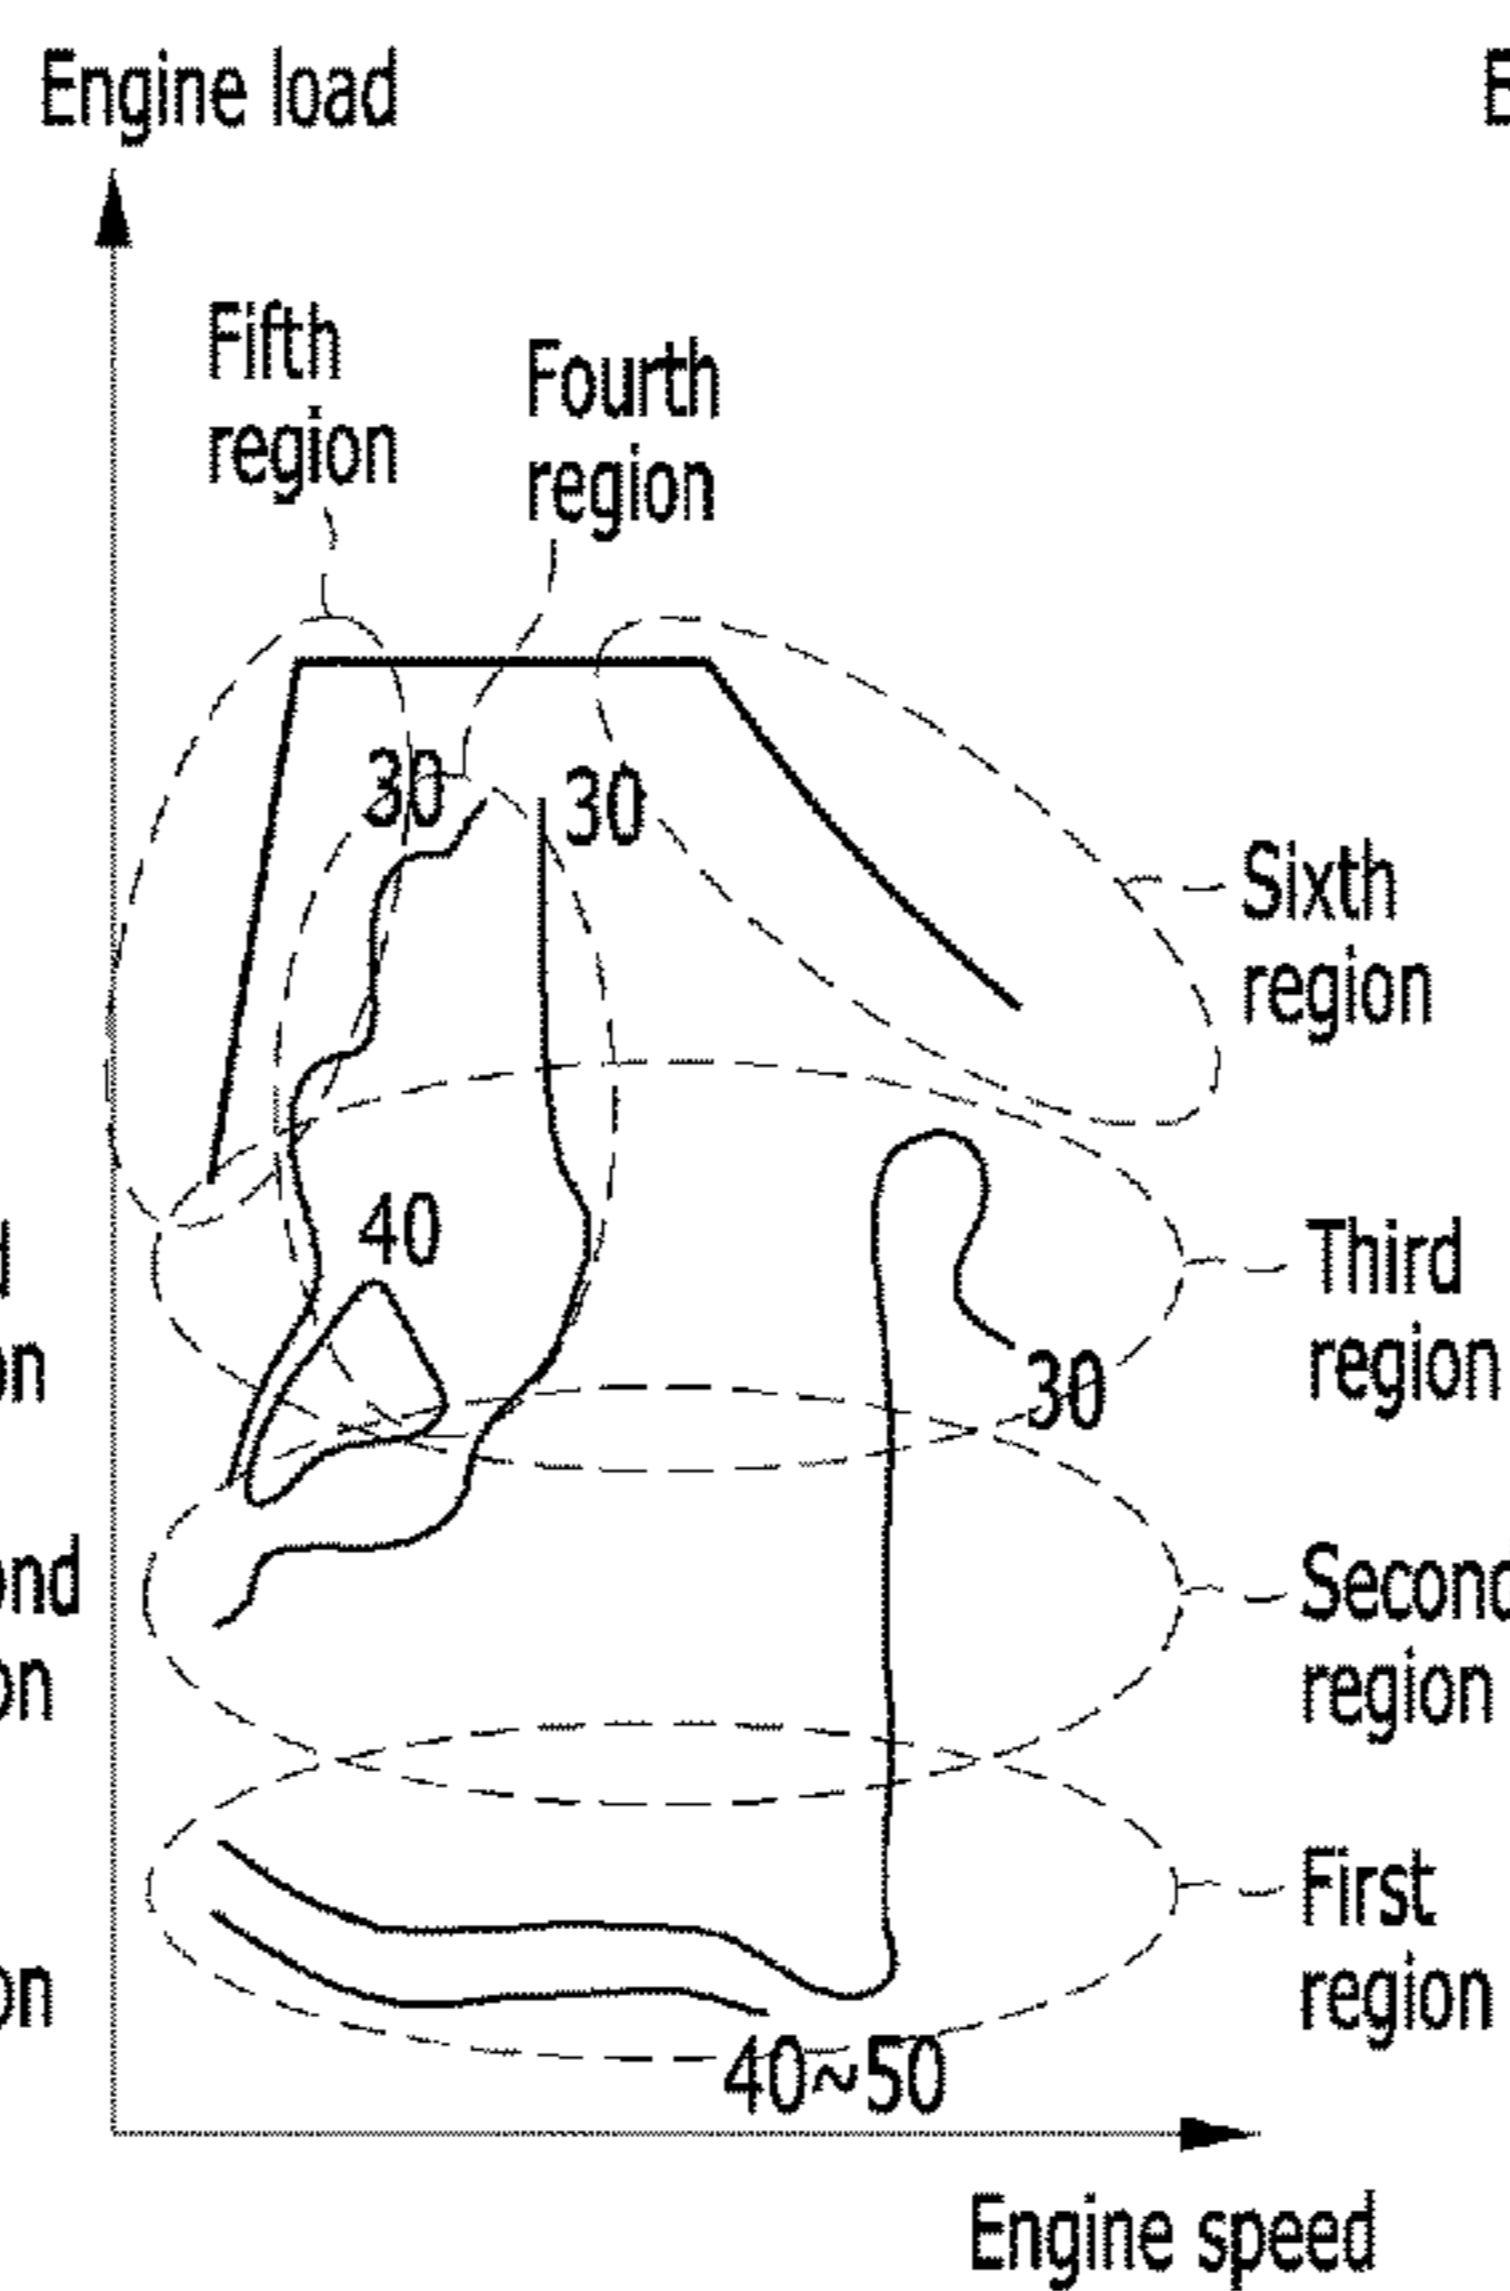 Engine load
Fifth
region
Fourth
region
30
30
Sixth
region
40
Third
region
30
Second
region
First
region
40~50
Engine speed